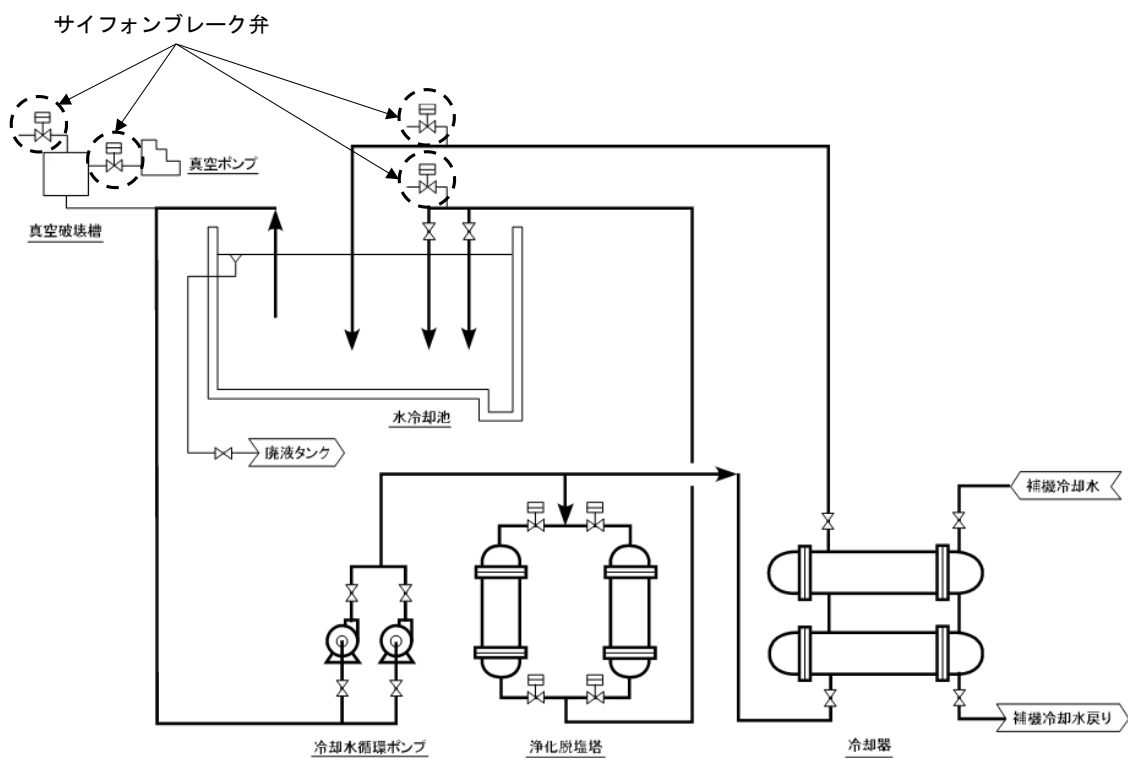 サイフォンブレーク弁
真空ポンプ
真空破壊槽
水冷却池
廃液タンク
補機冷却水
補機冷却水戻り
冷却水循環ポンプ
浄化脱塩塔
冷却器